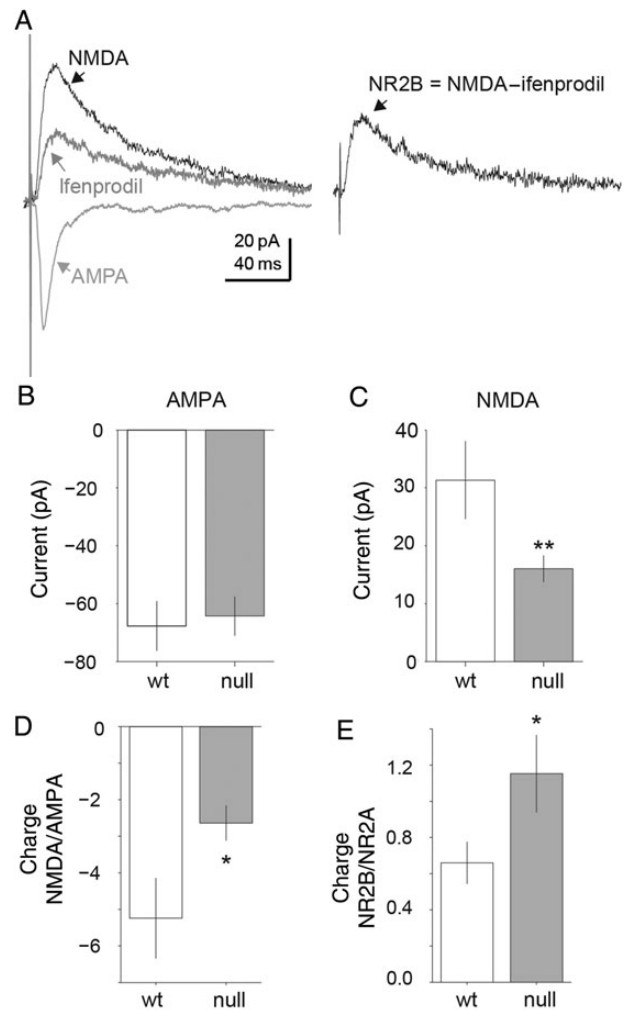 A
NMDA
NR2B = NMDA–ifenprodil
Ifenprodil
20 pA
40 ms
AMPA
B
AMPA
Current (pA)
0
−20
−40
−60
−80
wt
null
C
NMDA
Current (pA)
40
30
20
10
0
**
wt
null
D
Charge
NMDA/AMPA
0
−2
−4
−6
*
wt
null
E
Charge
NR2B/NR2A
1.2
0.8
0.4
0.0
*
wt
null